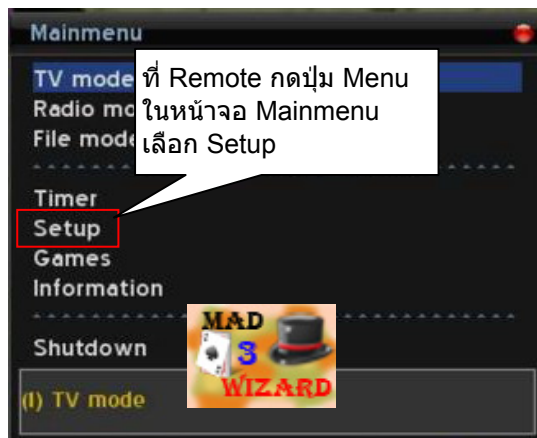 Mainmenu
TV mode
ที่ Remote กดปุ่ม Menu
ในหน้าจอ Mainmenu
เลือก Setup
Radio mo
File mode
Timer
Setup
Games
Information
Shutdown
MAD
3
WIZARD
(I) TV mode